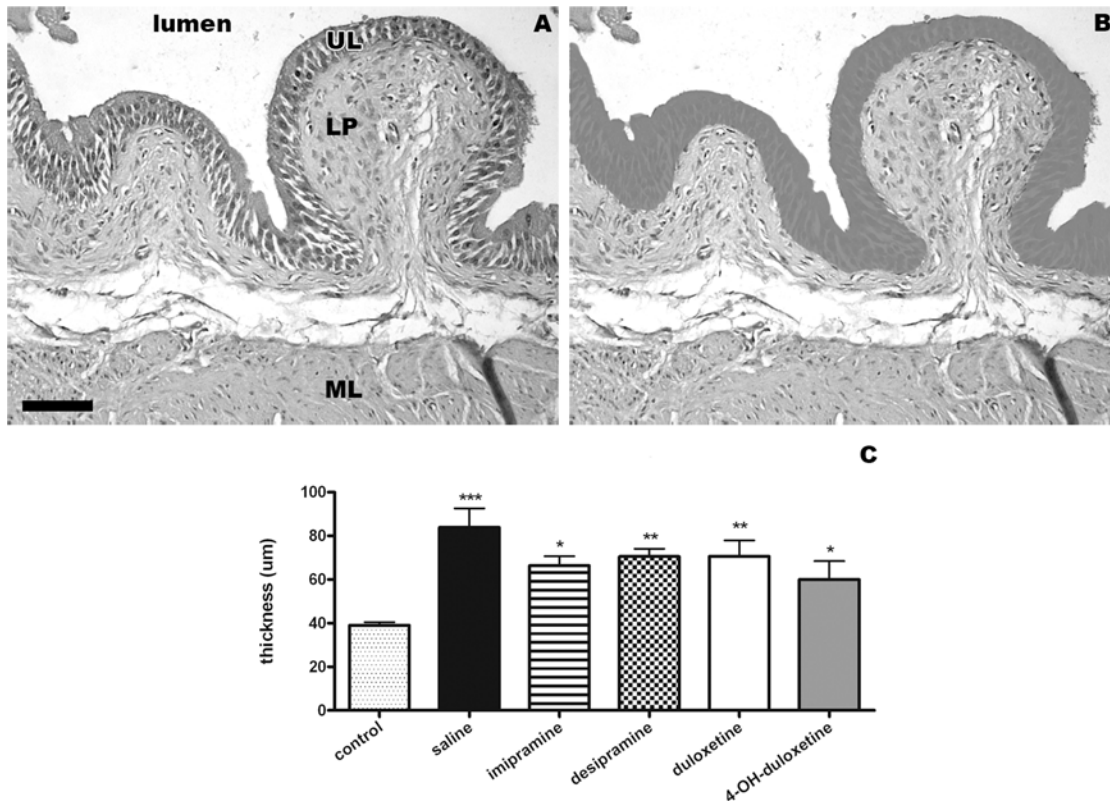 lumen
A
UL
LP
ML
B
C
thickness (um)
100
80
60
40
20
0
***
*
**
**
*
control
saline
imipramine
desipramine
duloxetine
4-OH-duloxetine